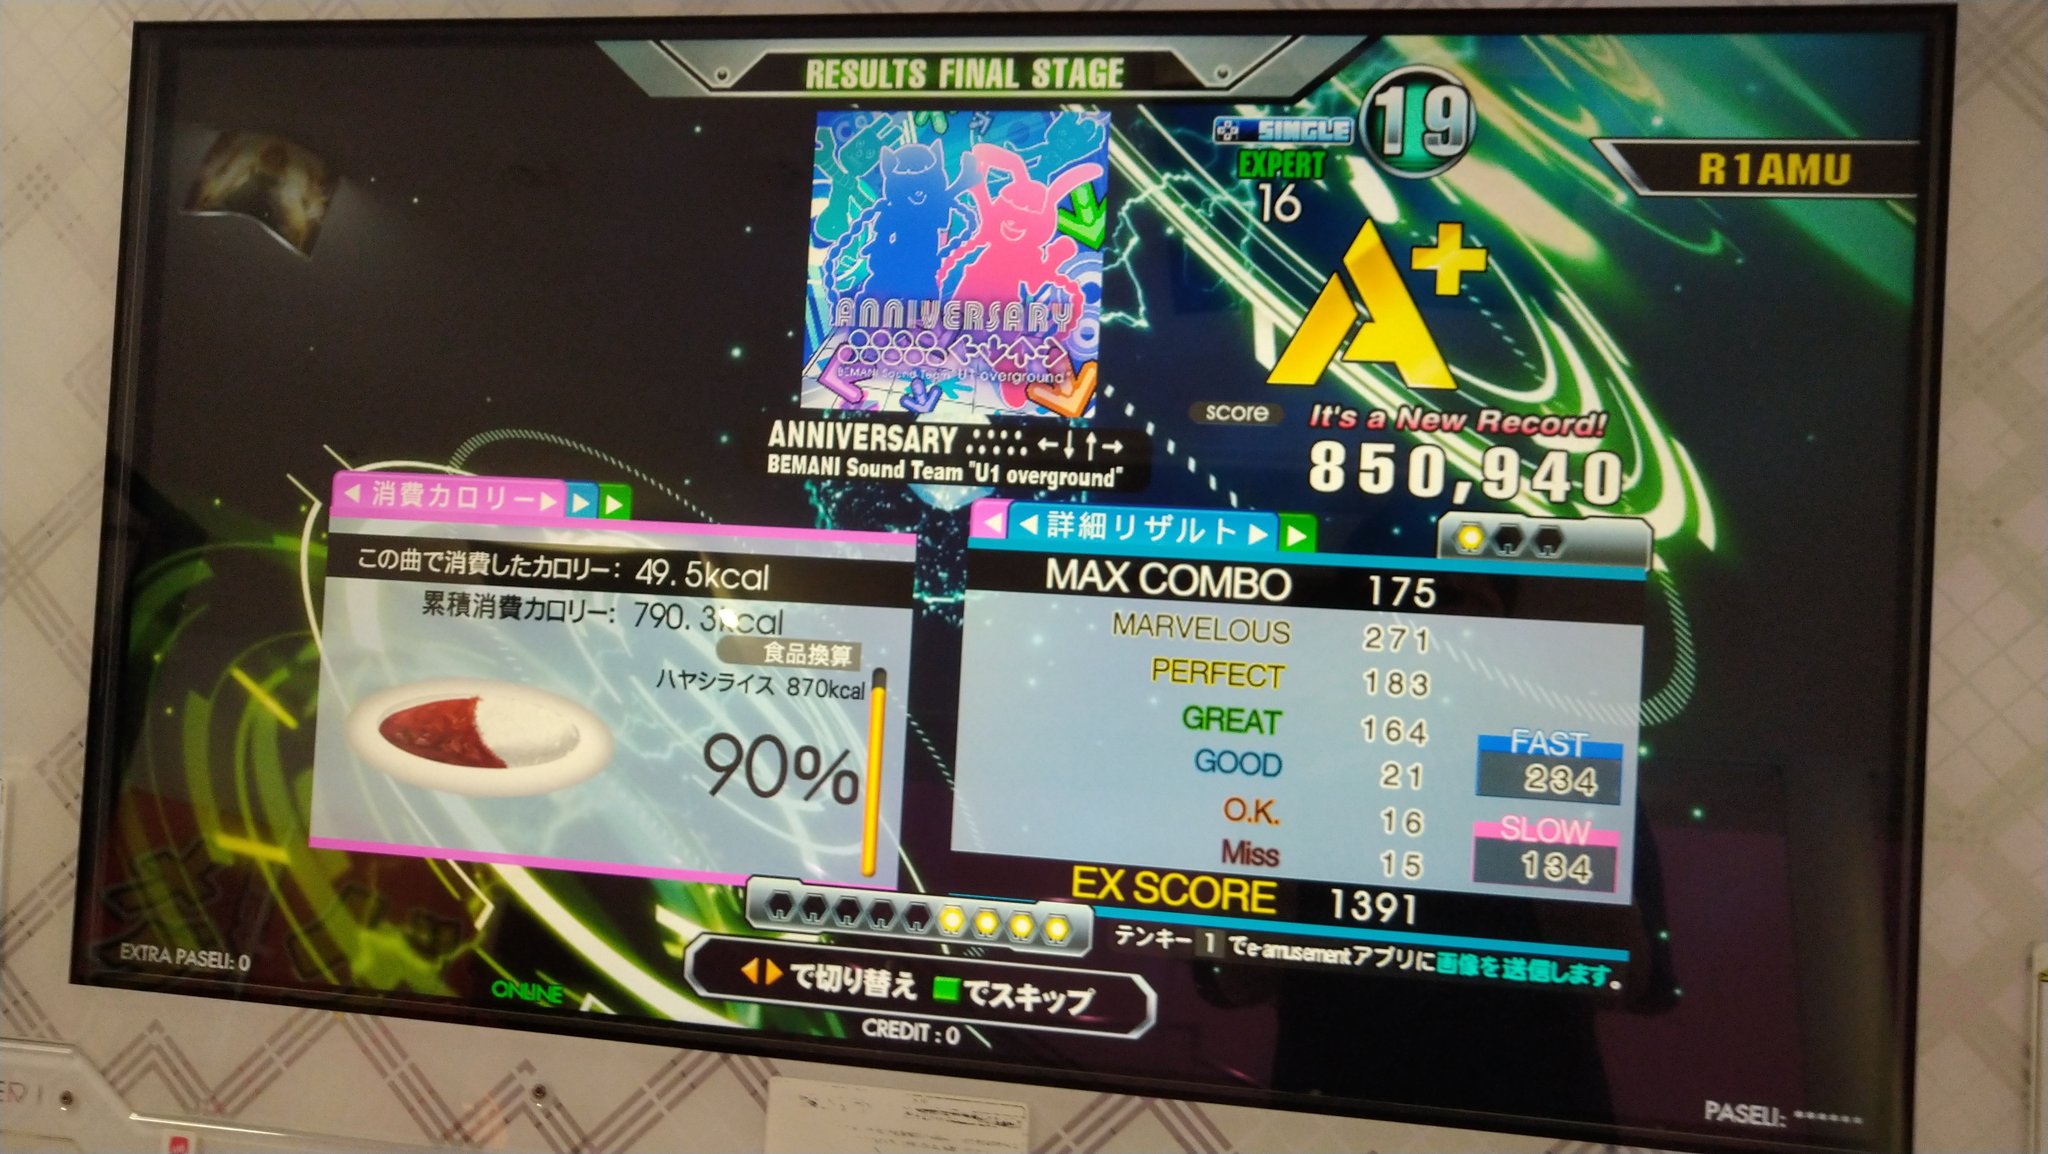 RESULTS FINAL STAGE
SINGLE
19
EXPERT
16
R1AMU
A+
ANNIVERSARY
BEMANI Sound Team "U1 overground"
ANNIVERSARY ∴∵∴ ←↓↑→
BEMANI Sound Team "U1 overground"
score
It's a New Record!
850,940
◀ 消費カロリー ▶ ▶ ▶
この曲で消費したカロリー: 49.5kcal
累積消費カロリー: 790.3kcal
食品換算
ハヤシライス 870kcal
90%
◀ ◀ 詳細リザルト ▶ ▶
MAX COMBO 175
MARVELOUS 271
PERFECT 183
GREAT 164
GOOD 21
O.K. 16
Miss 15
FAST
234
SLOW
134
EX SCORE 1391
テンキー 1 でe-amusementアプリに画像を送信します。
◀▶で切り替え ■でスキップ
EXTRA PASELI: 0
ONLINE
CREDIT : 0
PASELI: ******